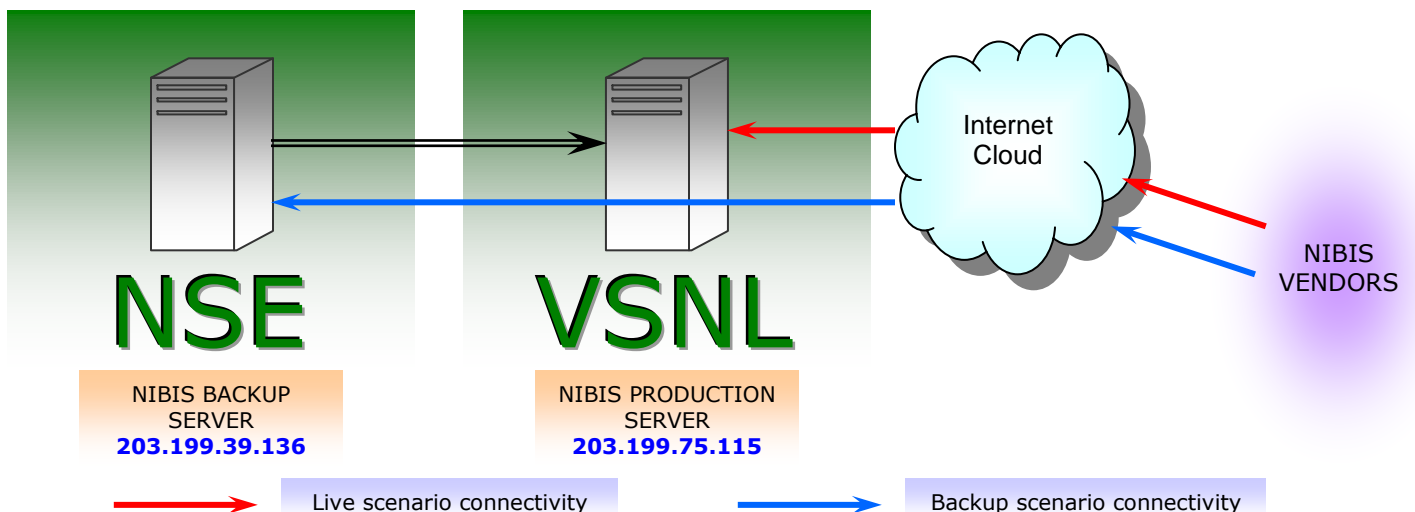 Internet
Cloud
NIBIS
VENDORS
NSE
VSNL
NIBIS BACKUP
SERVER
203.199.39.136
NIBIS PRODUCTION
SERVER
203.199.75.115
Live scenario connectivity
Backup scenario connectivity